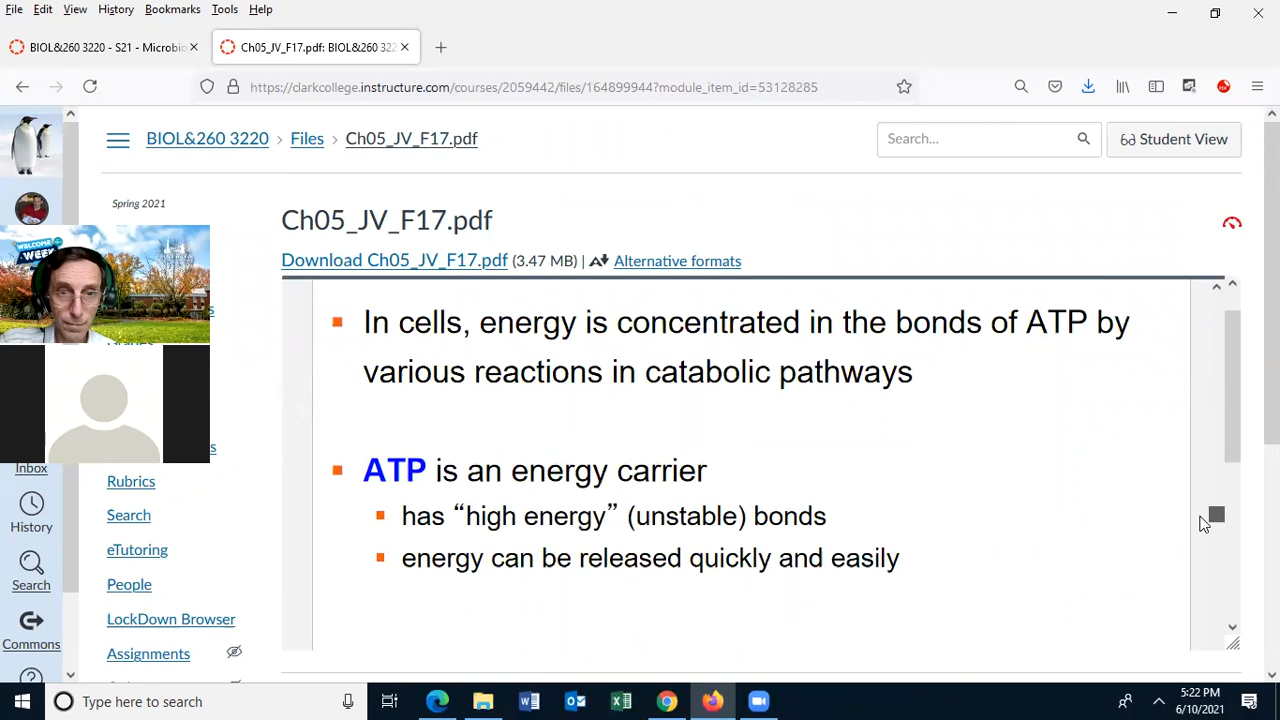 File Edit View History Bookmarks Tools Help
BIOL&260 3220 - S21 - Microbio
Ch05_JV_F17.pdf: BIOL&260 322
https://clarkcollege.instructure.com/courses/2059442/files/164899944?module_item_id=53128285
BIOL&260 3220 > Files > Ch05_JV_F17.pdf
Search...
Student View
Spring 2021
Ch05_JV_F17.pdf
Download Ch05_JV_F17.pdf (3.47 MB) | Alternative formats
WELCOME
WEEK
In cells, energy is concentrated in the bonds of ATP by
various reactions in catabolic pathways
ATP is an energy carrier
has “high energy” (unstable) bonds
energy can be released quickly and easily
Inbox
History
Search
Commons
Rubrics
Search
eTutoring
People
LockDown Browser
Assignments
Type here to search
5:22 PM
6/10/2021